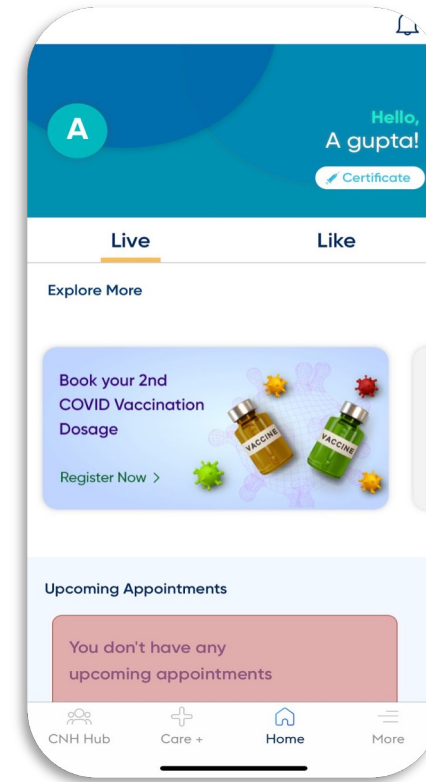 A
Hello,
A gupta!
Certificate
Live
Like
Explore More
Book your 2nd
COVID Vaccination
Dosage
Register Now >
VACCINE
VACCINE
Upcoming Appointments
You don't have any
upcoming appointments
CNH Hub
Care +
Home
More